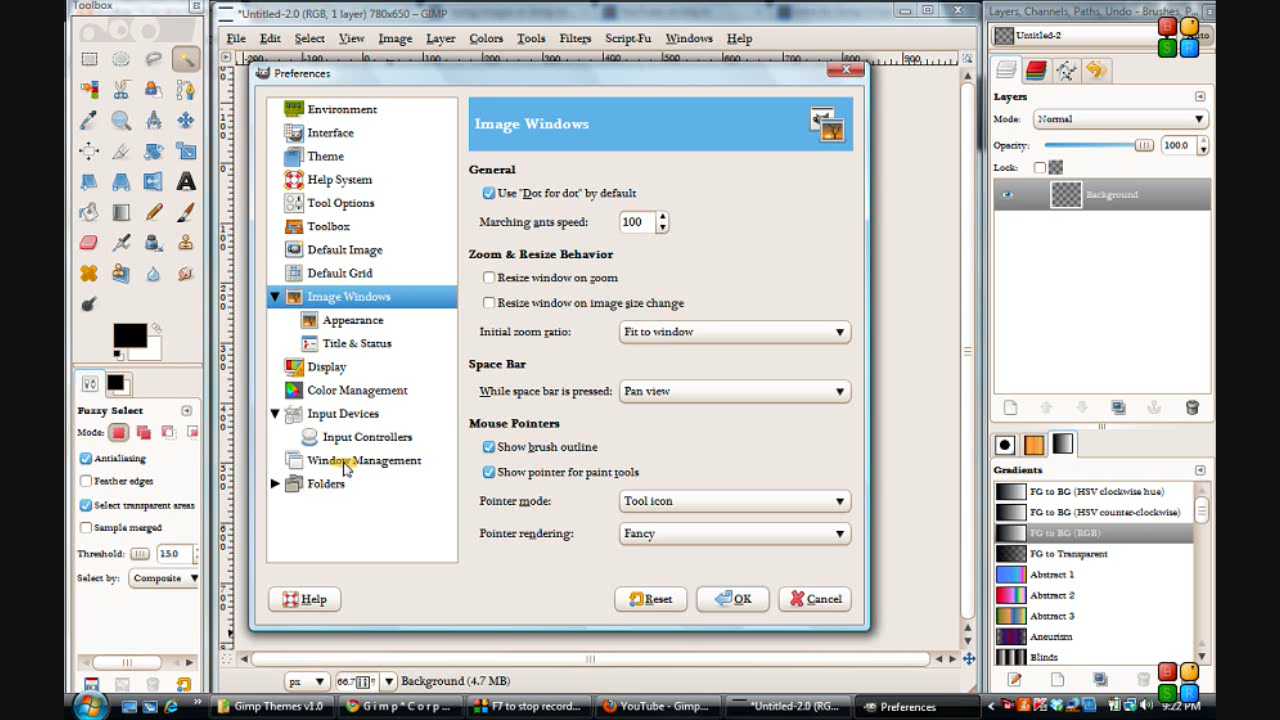 Toolbox
*Untitled-2.0 (RGB, 1 layer) 780x650 – GIMP
Layers, Channels, Paths, Undo - Brushes, P...
File Edit Select View Image Layer Colors Tools Filters Script-Fu Windows Help
Untitled-2
Preferences
Environment
Interface
Theme
Help System
Tool Options
Toolbox
Default Image
Default Grid
Image Windows
Appearance
Title & Status
Display
Color Management
Input Devices
Input Controllers
Window Management
Folders
Image Windows
General
Use "Dot for dot" by default
Marching ants speed: 100
Zoom & Resize Behavior
Resize window on zoom
Resize window on image size change
Initial zoom ratio: Fit to window
Space Bar
While space bar is pressed: Pan view
Mouse Pointers
Show brush outline
Show pointer for paint tools
Pointer mode: Tool icon
Pointer rendering: Fancy
Help Reset OK Cancel
Fuzzy Select
Mode:
Antialiasing
Feather edges
Select transparent areas
Sample merged
Threshold: 15.0
Select by: Composite
Layers
Mode: Normal
Opacity: 100.0
Lock:
Background
Gradients
FG to BG (HSV clockwise hue)
FG to BG (HSV counter-clockwise)
FG to BG (RGB)
FG to Transparent
Abstract 1
Abstract 2
Abstract 3
Aneurism
Blinds
px 66.7 Background (4.7 MB)
Gimp Themes v1.0 G i m p * C o r p ... F7 to stop record... YouTube - Gimp... *Untitled-2.0 (RG... Preferences 9:22 PM